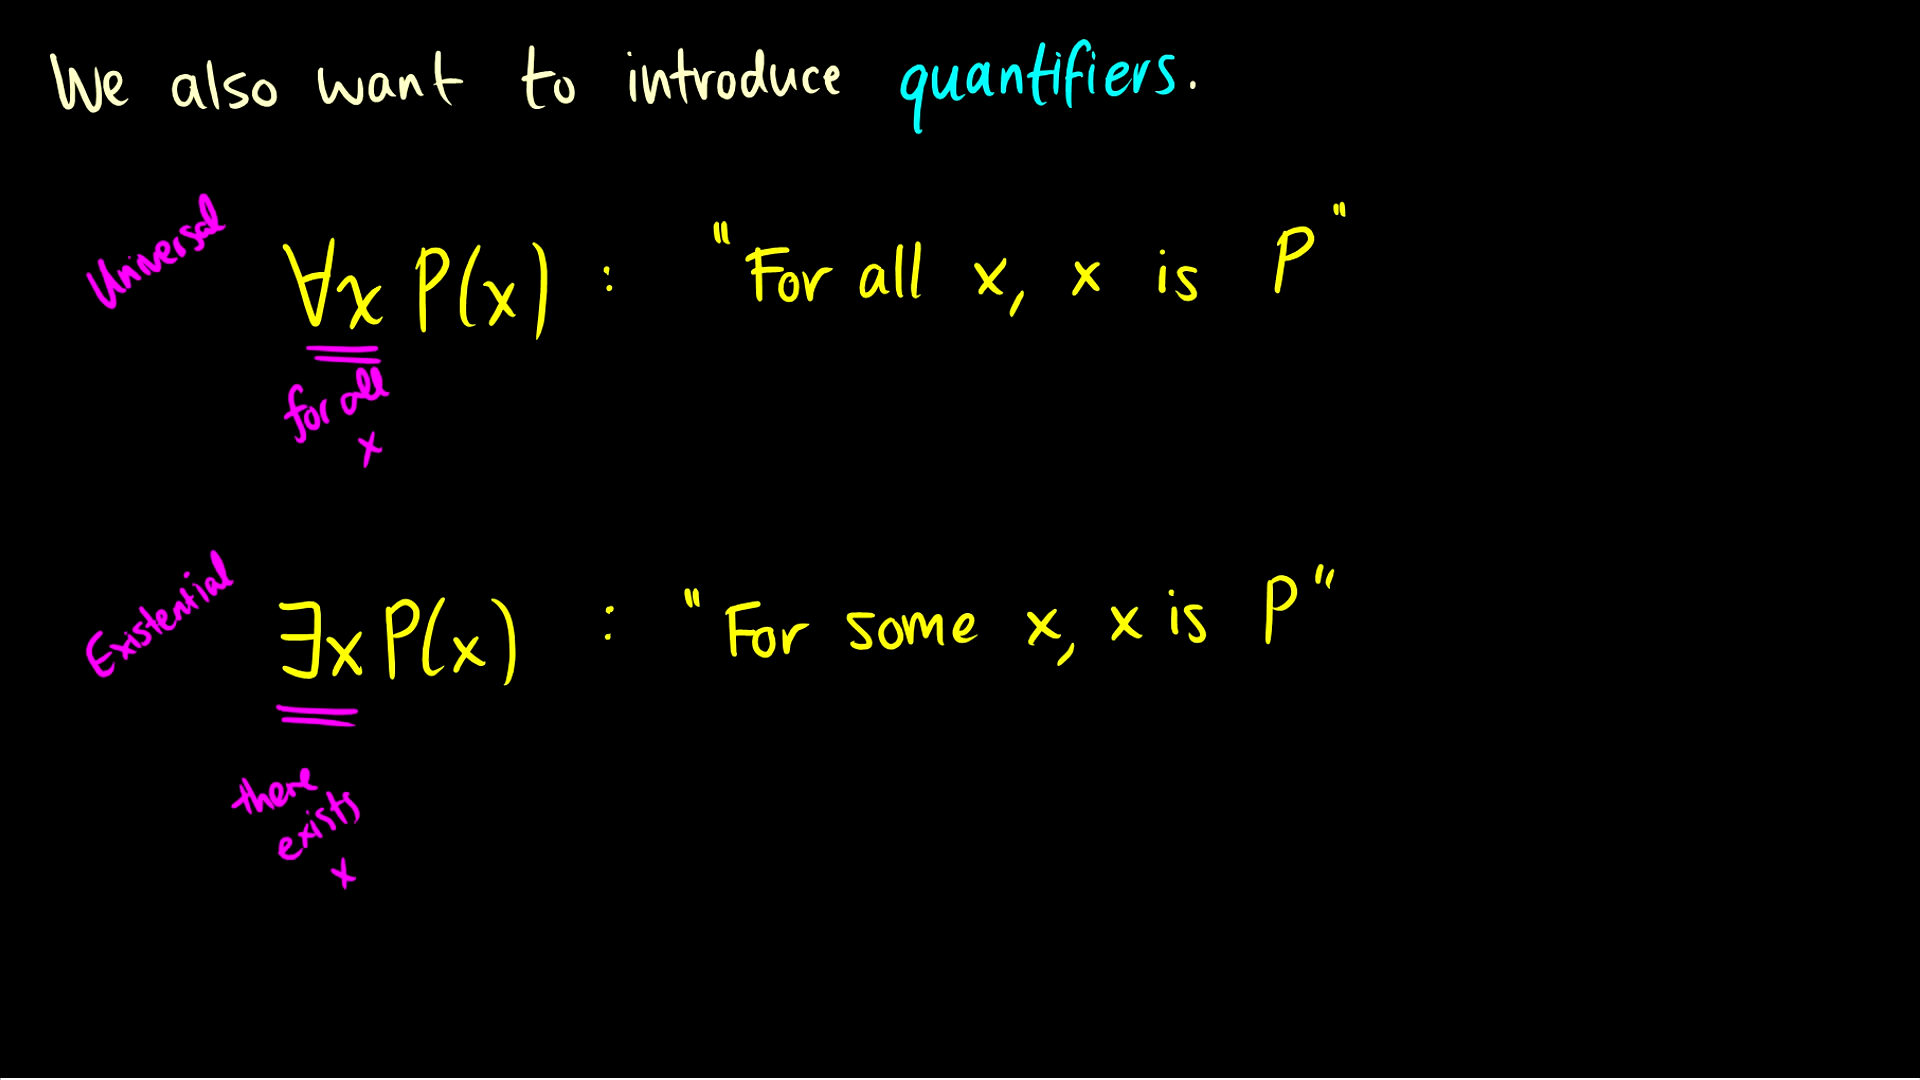 We also want to introduce quantifiers.
Universal
∀x P(x) : "For all x, x is P"
for all
x
Existential
∃x P(x) : "For some x, x is P"
there
exists
x